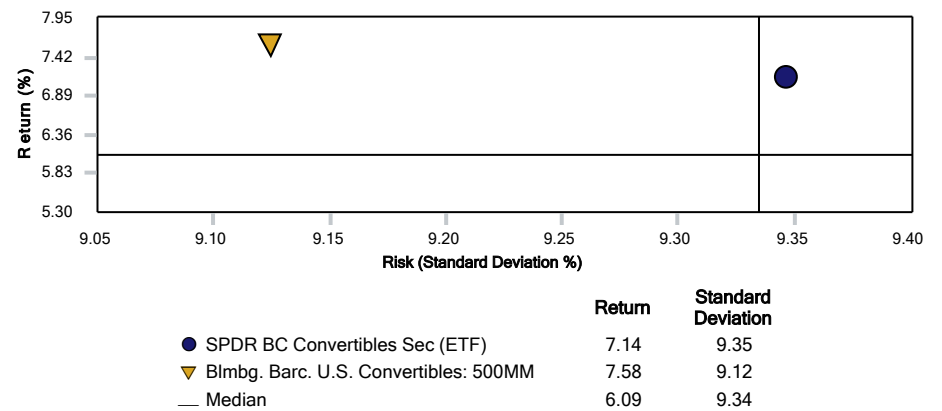 7.95
7.42
6.89
6.36
5.83
5.30
Return (%)
9.05 9.10 9.15 9.20 9.25 9.30 9.35 9.40
Risk (Standard Deviation %)
Return Standard Deviation
SPDR BC Convertibles Sec (ETF) 7.14 9.35
Blmbg. Barc. U.S. Convertibles: 500MM 7.58 9.12
Median 6.09 9.34